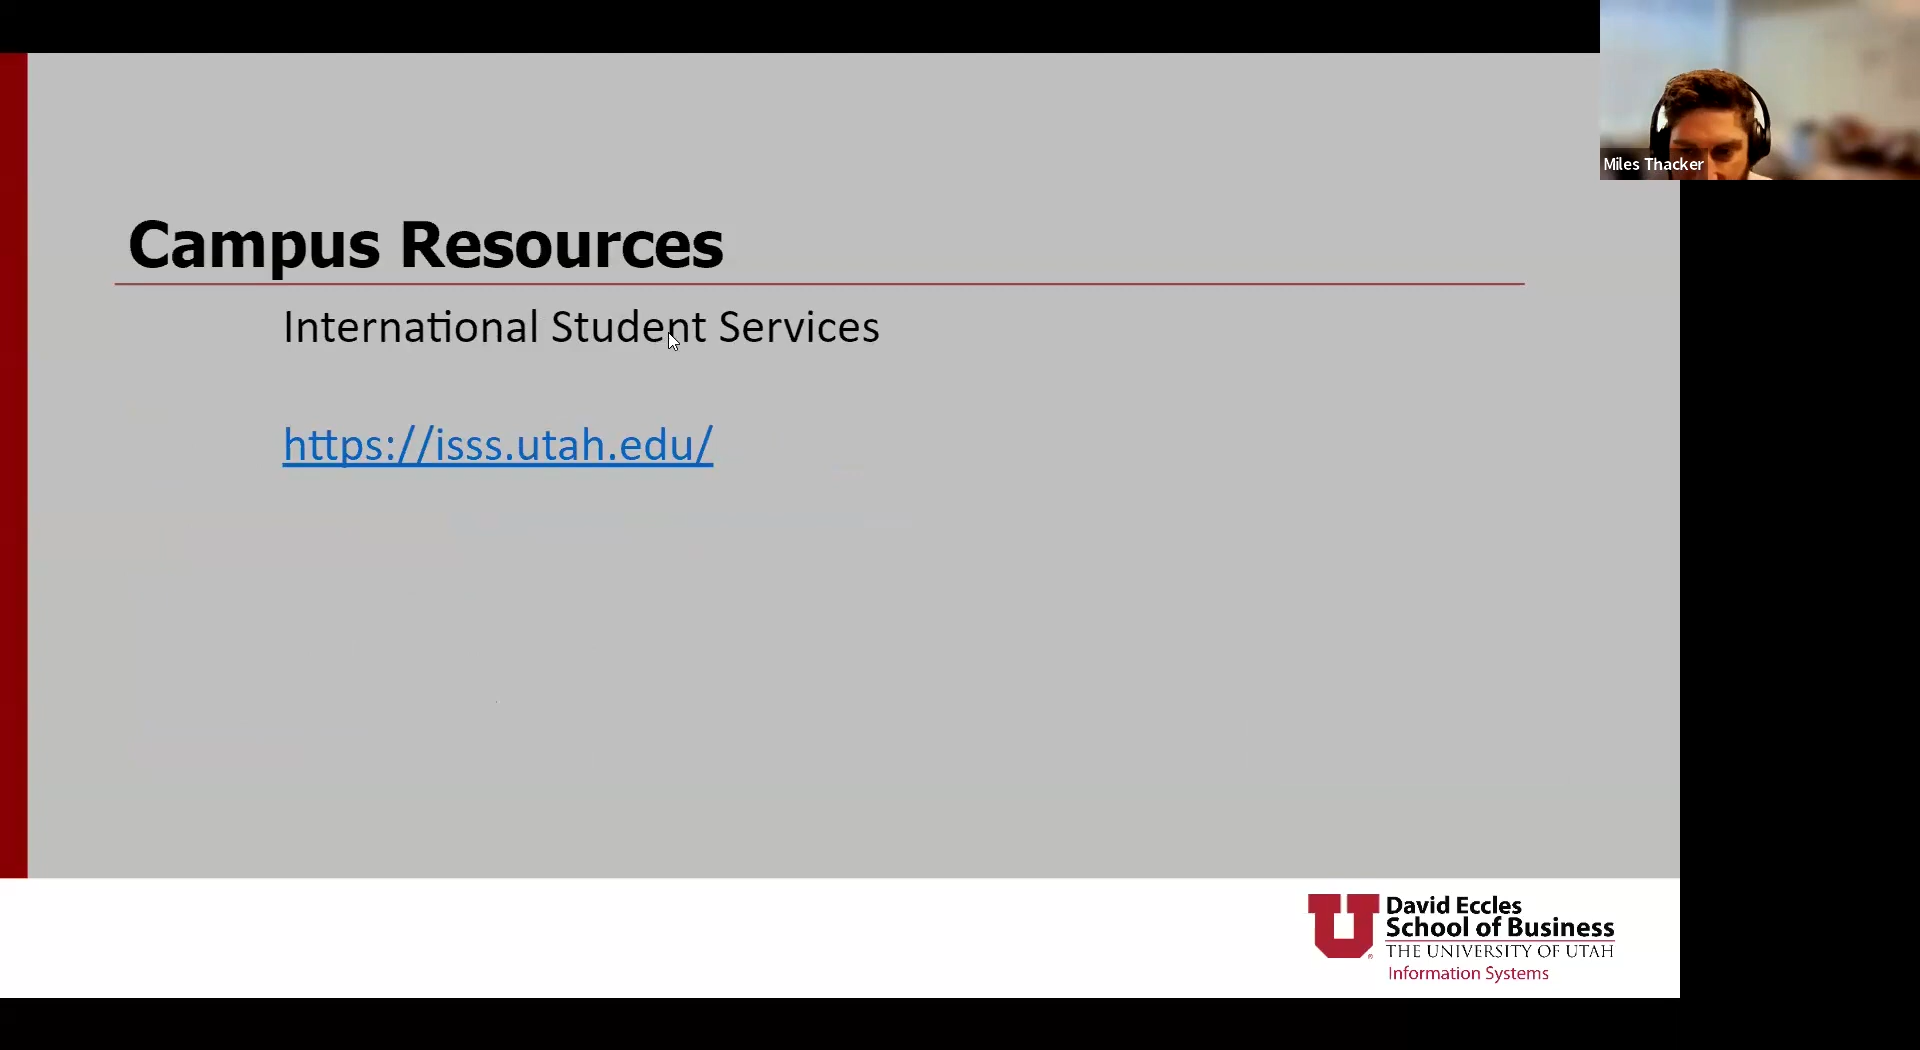 Miles Thacker
Campus Resources
International Student Services
https://isss.utah.edu/
David Eccles
School of Business
THE UNIVERSITY OF UTAH
Information Systems